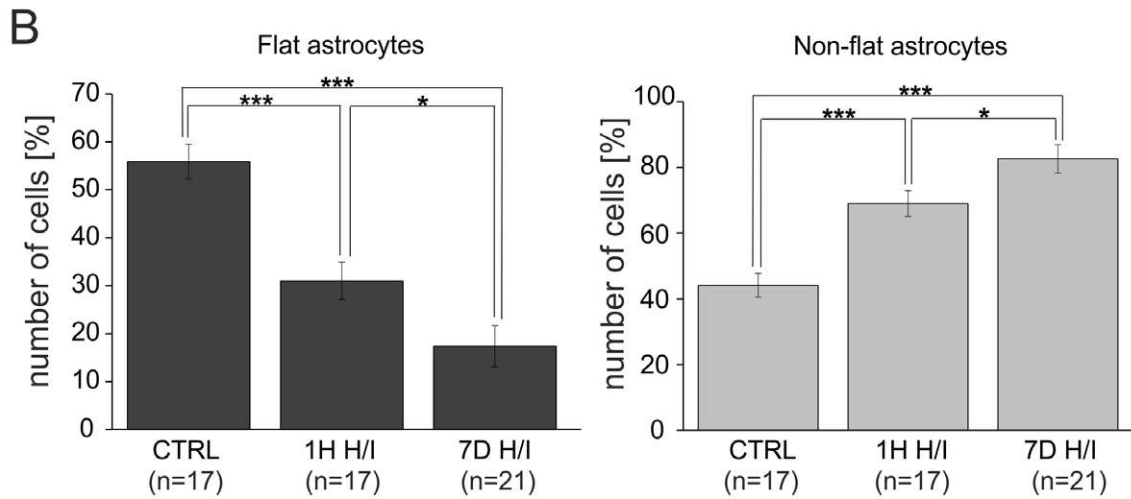 B
Flat astrocytes
number of cells [%]
70
60
50
40
30
20
10
0
***
***
*
CTRL
(n=17)
1H H/I
(n=17)
7D H/I
(n=21)
Non-flat astrocytes
number of cells [%]
100
80
60
40
20
0
***
***
*
CTRL
(n=17)
1H H/I
(n=17)
7D H/I
(n=21)